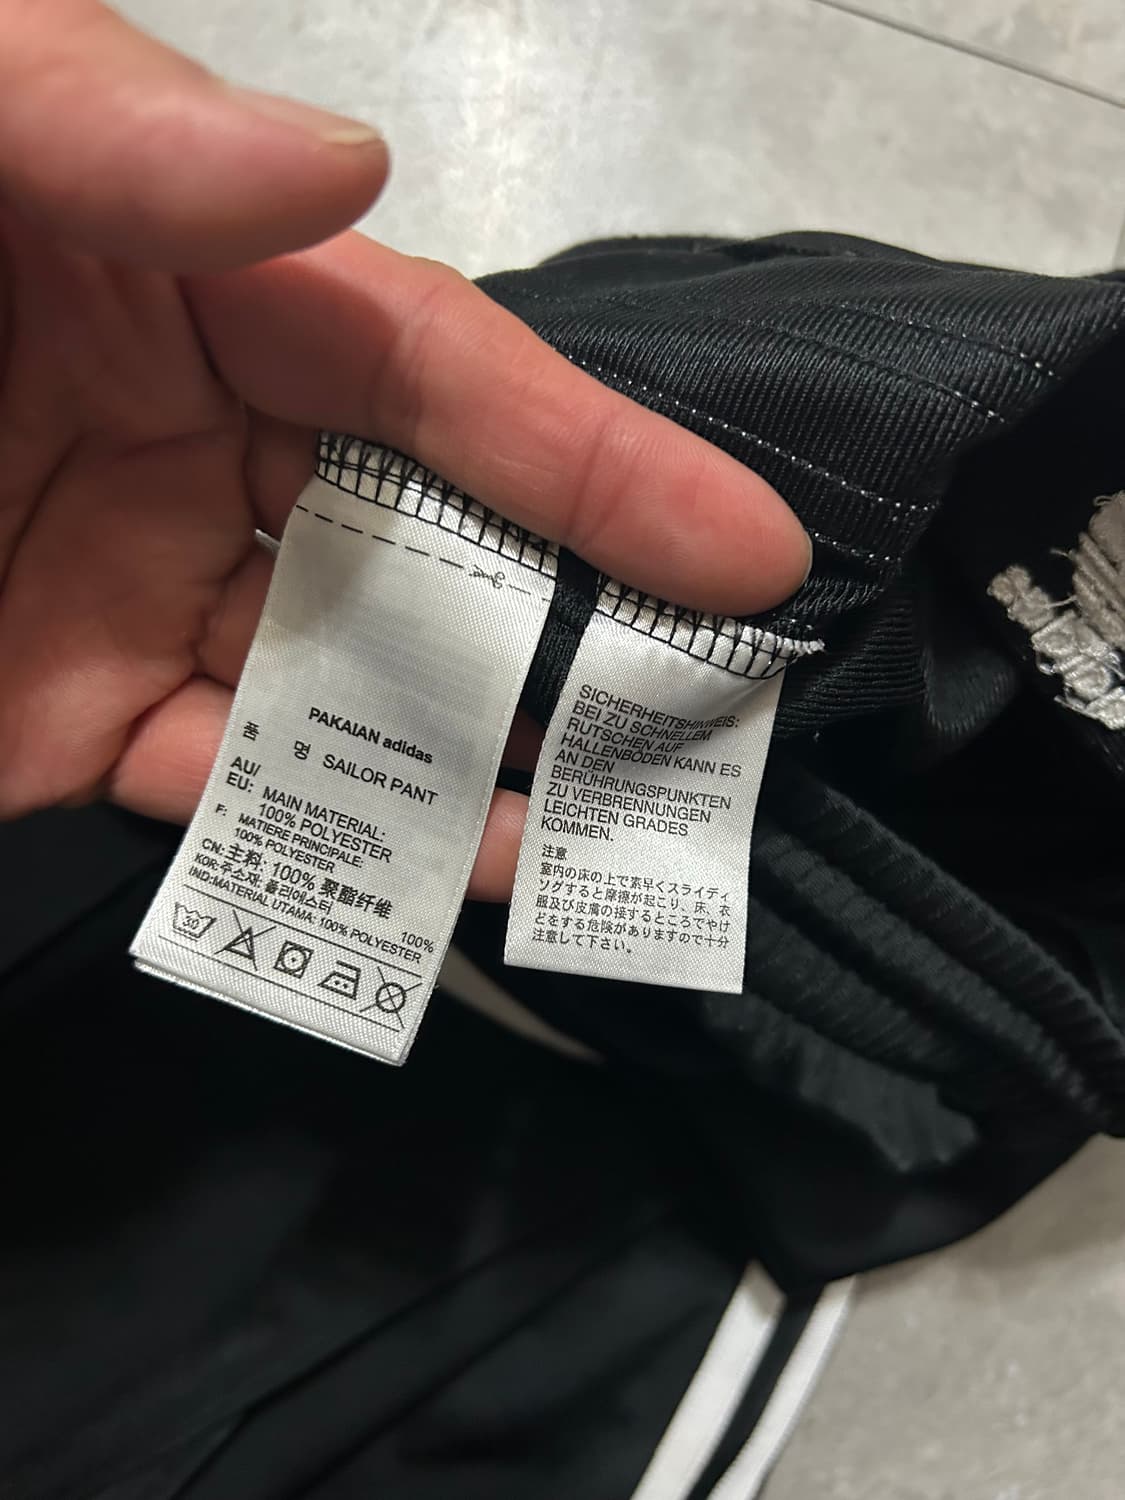 PAKAIAN adidas
품 명 SAILOR PANT
AU/
EU: MAIN MATERIAL:
100% POLYESTER
F: MATIERE PRINCIPALE:
100% POLYESTER
CN: 主料: 100% 聚酯纤维
KOR: 주소재: 폴리에스터 100%
IND:MATERIAL UTAMA: 100% POLYESTER
30
SICHERHEITSHINWEIS:
BEI ZU SCHNELLEM
RUTSCHEN AUF
HALLENBÖDEN KANN ES
AN DEN
BERÜHRUNGSPUNKTEN
ZU VERBRENNUNGEN
LEICHTEN GRADES
KOMMEN.
注意
室内の床の上で素早くスライディ
ングすると摩擦が起こり、床、衣
服及び皮膚の接するところでやけ
どをする危険がありますので十分
注意して下さい。